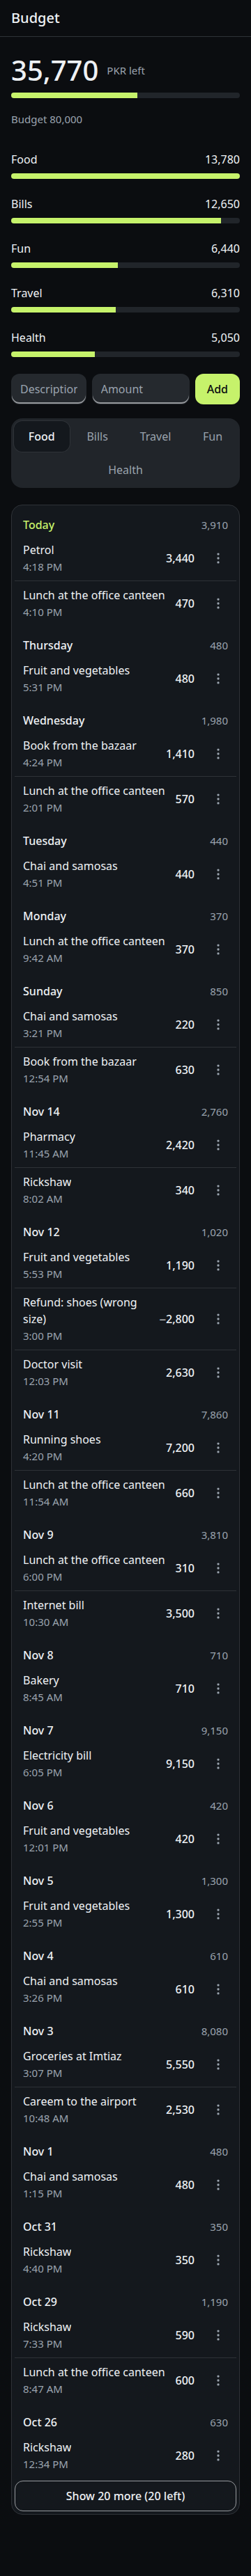 Budget
35,770 PKR left
Budget 80,000
Food 13,780
Bills 12,650
Fun 6,440
Travel 6,310
Health 5,050
Description Amount Add
Food Bills Travel Fun
Health
Today 3,910
Petrol
3,440
4:18 PM
Lunch at the office canteen
470
4:10 PM
Thursday 480
Fruit and vegetables
480
5:31 PM
Wednesday 1,980
Book from the bazaar
1,410
4:24 PM
Lunch at the office canteen
570
2:01 PM
Tuesday 440
Chai and samosas
440
4:51 PM
Monday 370
Lunch at the office canteen
370
9:42 AM
Sunday 850
Chai and samosas
220
3:21 PM
Book from the bazaar
630
12:54 PM
Nov 14 2,760
Pharmacy
2,420
11:45 AM
Rickshaw
340
8:02 AM
Nov 12 1,020
Fruit and vegetables
1,190
5:53 PM
Refund: shoes (wrong
size)
−2,800
3:00 PM
Doctor visit
2,630
12:03 PM
Nov 11 7,860
Running shoes
7,200
4:20 PM
Lunch at the office canteen
660
11:54 AM
Nov 9 3,810
Lunch at the office canteen
310
6:00 PM
Internet bill
3,500
10:30 AM
Nov 8 710
Bakery
710
8:45 AM
Nov 7 9,150
Electricity bill
9,150
6:05 PM
Nov 6 420
Fruit and vegetables
420
12:01 PM
Nov 5 1,300
Fruit and vegetables
1,300
2:55 PM
Nov 4 610
Chai and samosas
610
3:26 PM
Nov 3 8,080
Groceries at Imtiaz
5,550
3:07 PM
Careem to the airport
2,530
10:48 AM
Nov 1 480
Chai and samosas
480
1:15 PM
Oct 31 350
Rickshaw
350
4:40 PM
Oct 29 1,190
Rickshaw
590
7:33 PM
Lunch at the office canteen
600
8:47 AM
Oct 26 630
Rickshaw
280
12:34 PM
Show 20 more (20 left)